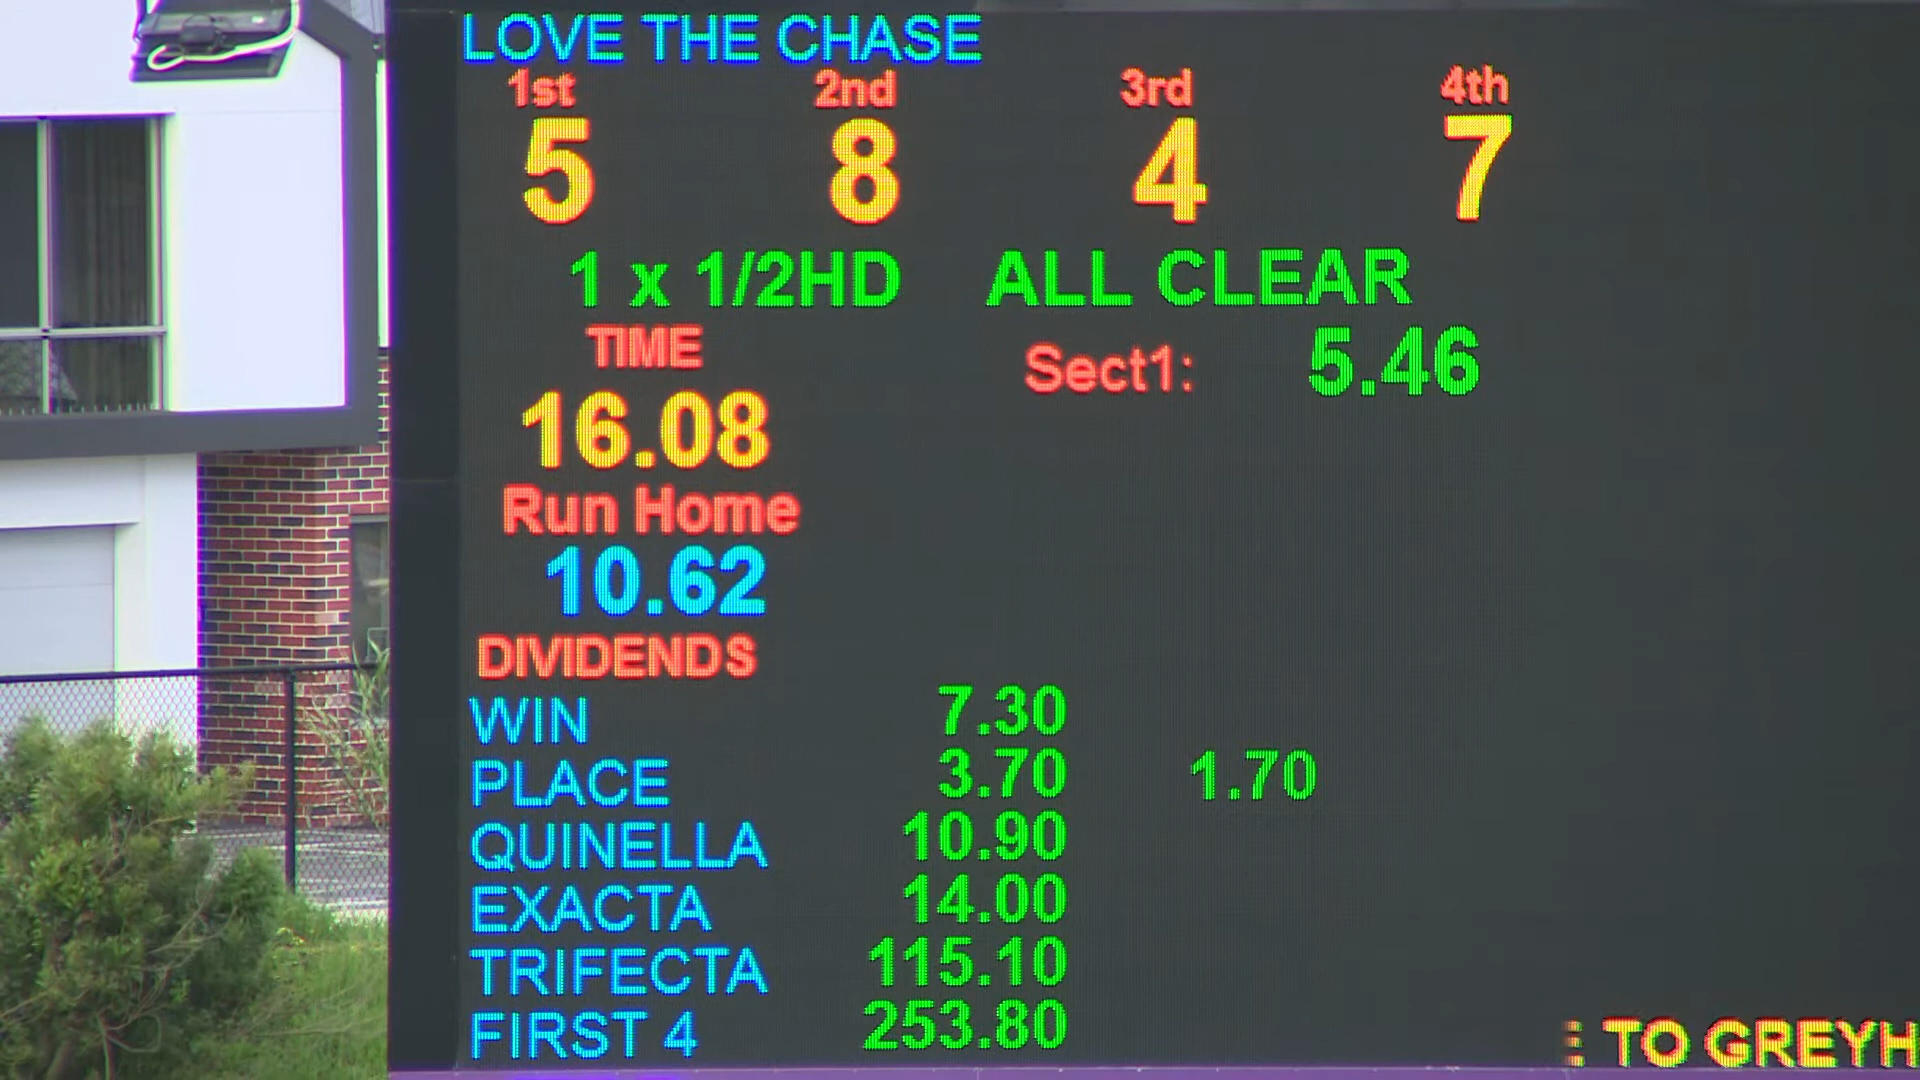 LOVE THE CHASE
1st 2nd 3rd 4th
5 8 4 7
1 x 1/2HD ALL CLEAR
TIME
Sect1: 5.46
16.08
Run Home
10.62
DIVIDENDS
WIN 7.30
PLACE 3.70 1.70
QUINELLA 10.90
EXACTA 14.00
TRIFECTA 115.10
FIRST 4 253.80
TO GREYH